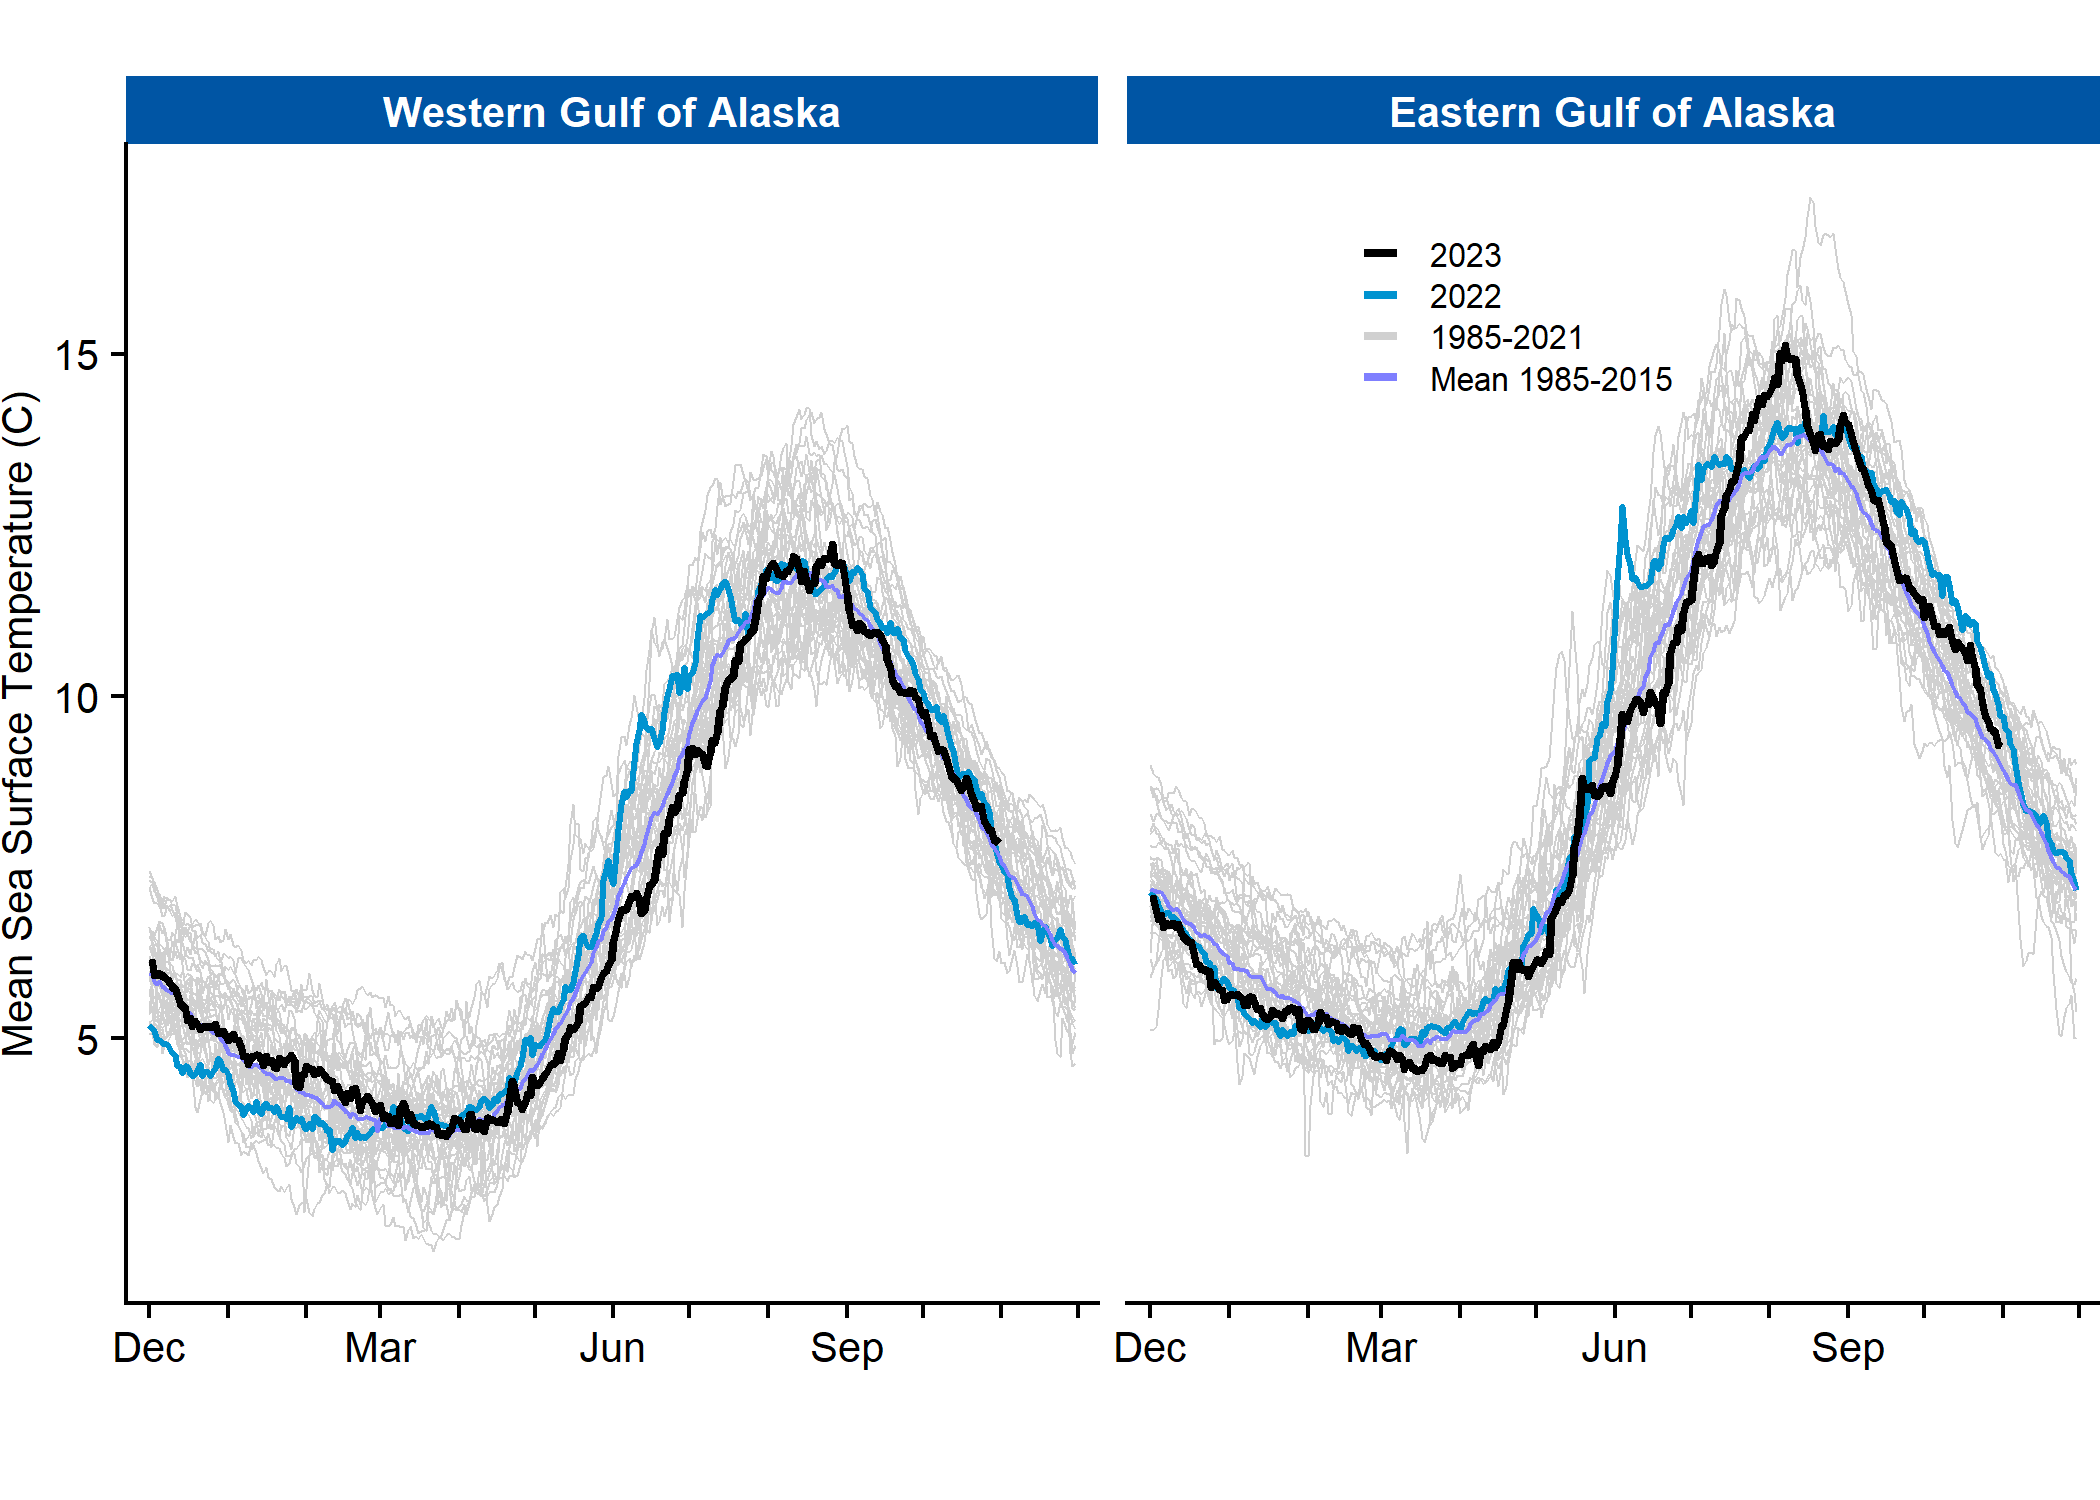 Western Gulf of Alaska
Eastern Gulf of Alaska
2023
2022
1985-2021
Mean 1985-2015
Mean Sea Surface Temperature (C)
15
10
5
Dec Mar Jun Sep
Dec Mar Jun Sep